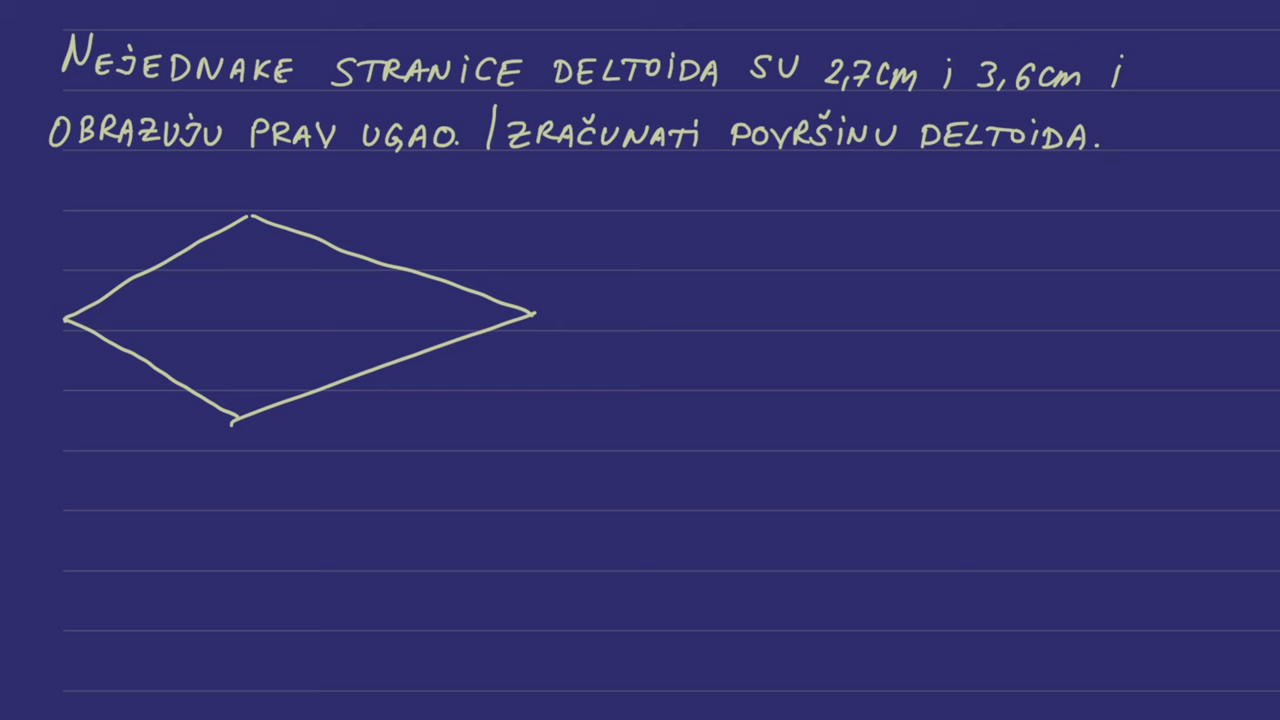 NEJEDNAKE STRANICE DELTOIDA SU 2,7cm i 3,6cm i
OBRAZUJU PRAV UGAO. IZRAČUNATI POVRŠINU DELTOIDA.